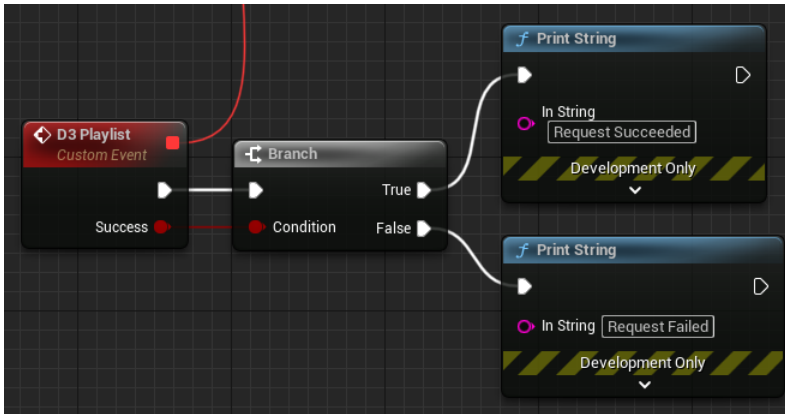 f Print String
In String
Request Succeeded
Development Only
D3 Playlist
Custom Event
Success
Branch
True
Condition
False
f Print String
In String Request Failed
Development Only